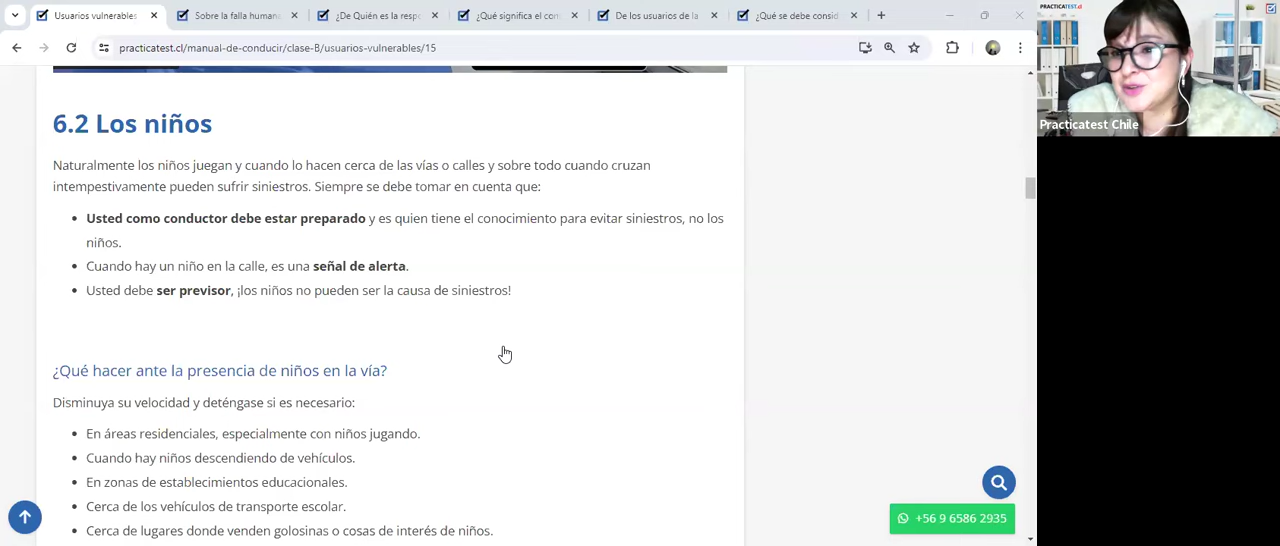 Usuarios vulnerables
Sobre la falla humana
¿De Quién es la resp
¿Qué significa el con
De los usuarios de la
¿Qué se debe consid
practicatest.cl/manual-de-conducir/clase-B/usuarios-vulnerables/15
PRACTICATEST.CL
Practicatest Chile
6.2 Los niños
Naturalmente los niños juegan y cuando lo hacen cerca de las vías o calles y sobre todo cuando cruzan
intempestivamente pueden sufrir siniestros. Siempre se debe tomar en cuenta que:
• Usted como conductor debe estar preparado y es quien tiene el conocimiento para evitar siniestros, no los
niños.
• Cuando hay un niño en la calle, es una señal de alerta.
• Usted debe ser previsor, ¡los niños no pueden ser la causa de siniestros!
¿Qué hacer ante la presencia de niños en la vía?
Disminuya su velocidad y deténgase si es necesario:
• En áreas residenciales, especialmente con niños jugando.
• Cuando hay niños descendiendo de vehículos.
• En zonas de establecimientos educacionales.
• Cerca de los vehículos de transporte escolar.
• Cerca de lugares donde venden golosinas o cosas de interés de niños.
+56 9 6586 2935